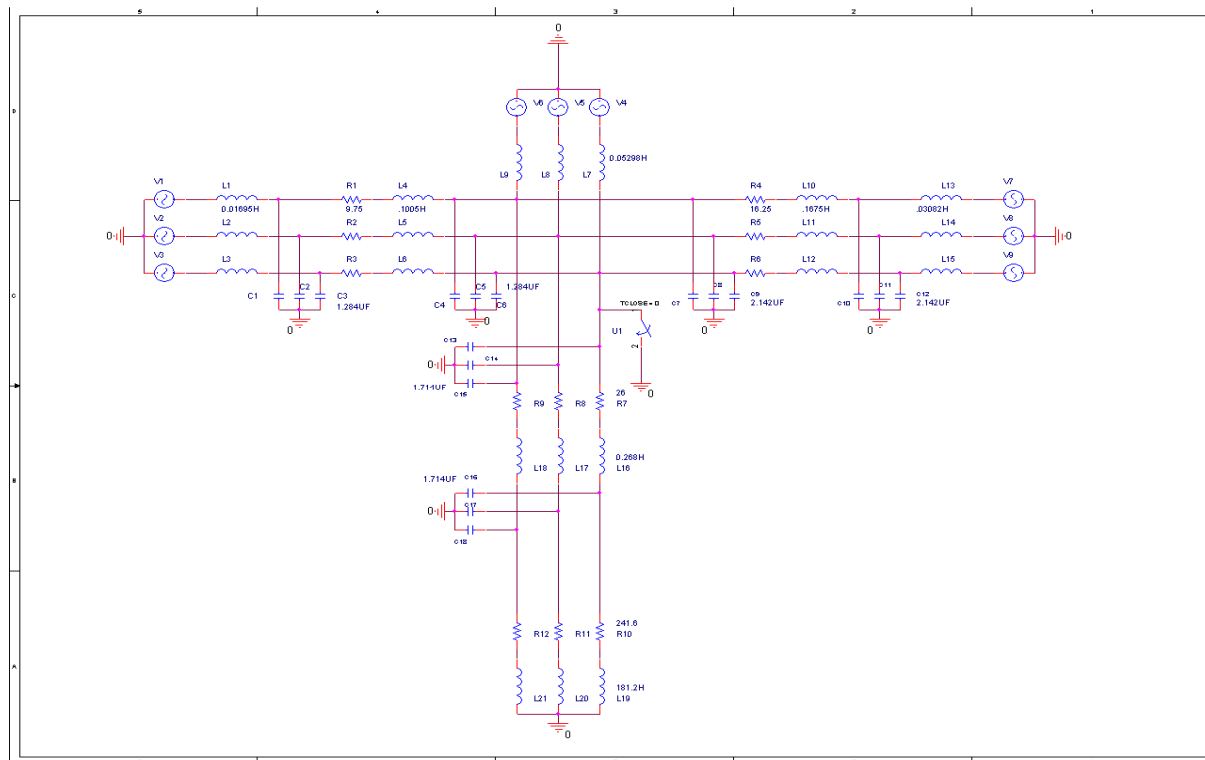 5 4 3 2 1
0
D
V6 V5 V4
0.05298H
L9 L8 L7
V1 L1 R1 L4 R4 L10 L13 V7
0.01695H 9.75 .1005H 16.25 .1675H .03082H
V2 L2 R2 L5 R5 L11 L14 V8
0 0
V3 L3 R3 L6 R6 L12 L15 V9
C
C1 C2 C3 1.284UF
C4 C5 C6 1.284UF
C7 C8 C9 2.142UF
C10 C11 C12 2.142UF
0 0 0 0
TCLOSE = 0
1
U1
2
0
C13
0 C14
1.714UF C15
26
R9 R8 R7
0.268H
L18 L17 L16
B
1.714UF C16
C17
0
C18
241.6
R12 R11 R10
A
181.2H
L21 L20 L19
0